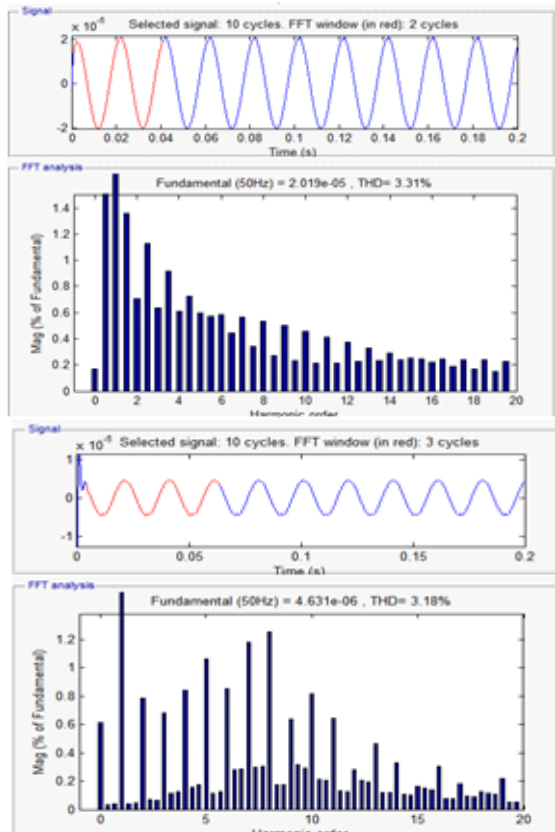 Signal
x 10^-5 Selected signal: 10 cycles. FFT window (in red): 2 cycles
2
0
-2
0 0.02 0.04 0.06 0.08 0.1 0.12 0.14 0.16 0.18 0.2
Time (s)
FFT analysis
Fundamental (50Hz) = 2.019e-05 , THD= 3.31%
Mag (% of Fundamental)
1.4
1.2
1
0.8
0.6
0.4
0.2
0
0 2 4 6 8 10 12 14 16 18 20
Harmonic order
Signal
x 10^-5 Selected signal: 10 cycles. FFT window (in red): 3 cycles
1
0
-1
0 0.05 0.1 0.15 0.2
Time (s)
FFT analysis
Fundamental (50Hz) = 4.631e-06 , THD= 3.18%
Mag (% of Fundamental)
1.2
1
0.8
0.6
0.4
0.2
0
0 5 10 15 20
Harmonic order